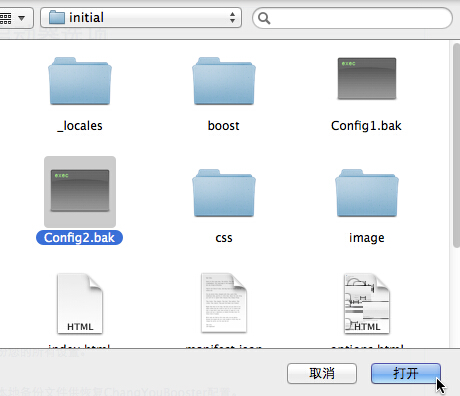 initial
exec
_locales
boost
Config1.bak
exec
Config2.bak
css
image
HTML
HTML
index.html
manifest.json
options.html
取消
打开